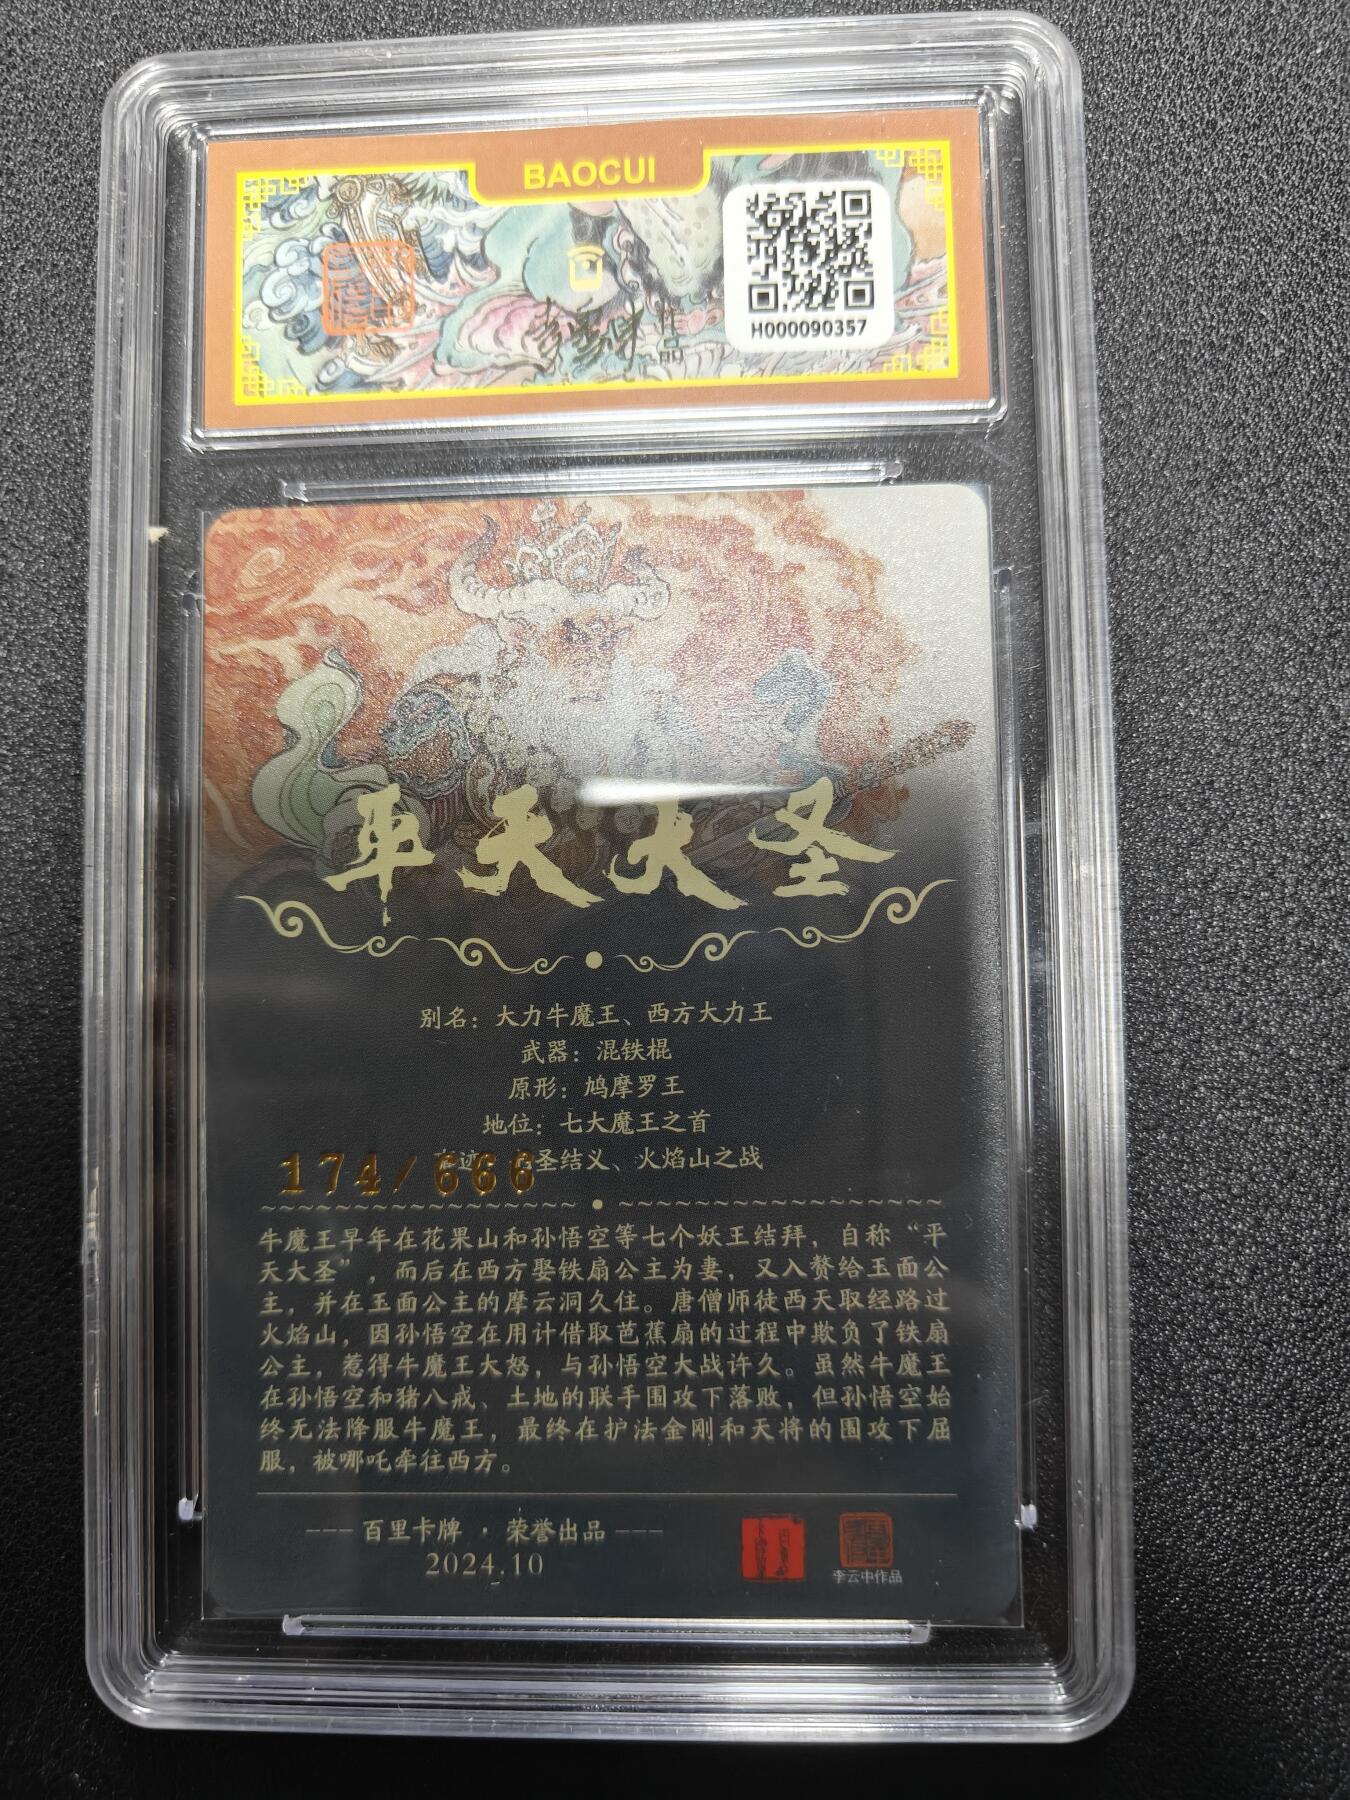 BAOCUI
H000090357
作品
平天大圣
别名：大力牛魔王、西方大力王
武器：混铁棍
原形：鸠摩罗王
地位：七大魔王之首
圣结义、火焰山之战
174/666
牛魔王早年在花果山和孙悟空等七个妖王结拜，自称“平
天大圣”，而后在西方娶铁扇公主为妻，又入赘给玉面公
主，并在玉面公主的摩云洞久住。唐僧师徒西天取经路过
火焰山，因孙悟空在用计借取芭蕉扇的过程中欺负了铁扇
公主，惹得牛魔王大怒，与孙悟空大战许久。虽然牛魔王
在孙悟空和猪八戒、土地的联手围攻下落败，但孙悟空始
终无法降服牛魔王，最终在护法金刚和天将的围攻下屈
服，被哪吒牵往西方。
--- 百里卡牌 · 荣誉出品 ---
2024.10
李云中作品